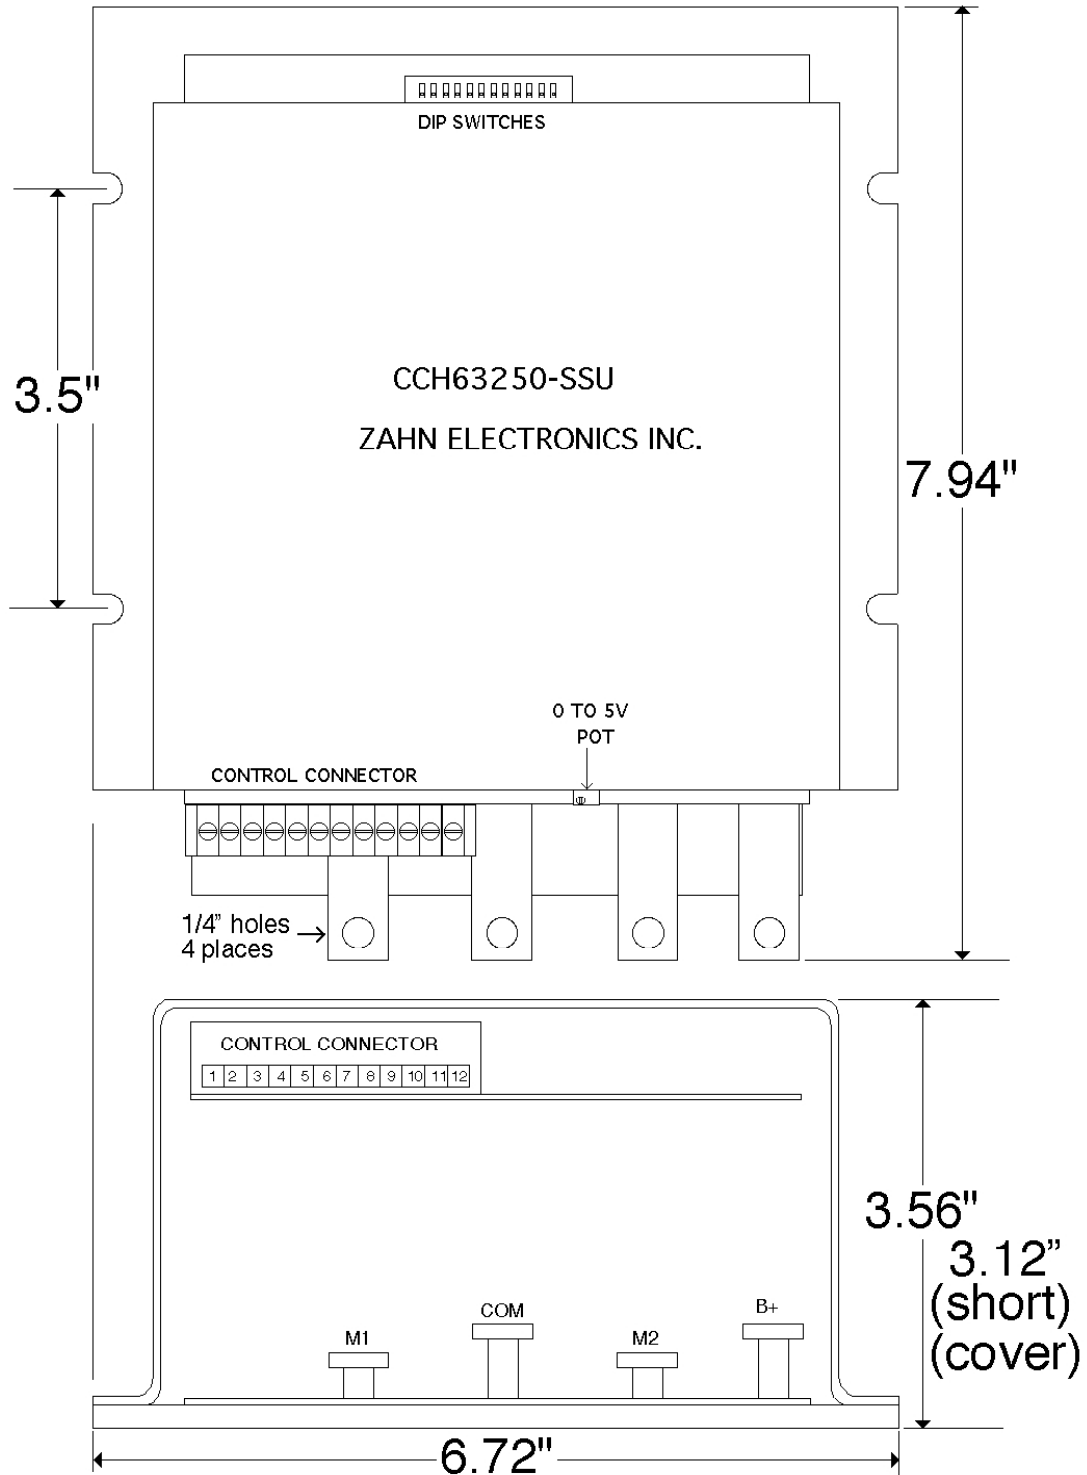 DIP SWITCHES
3.5"
CCH63250-SSU
ZAHN ELECTRONICS INC.
7.94"
0 TO 5V
POT
CONTROL CONNECTOR
1/4” holes
4 places
CONTROL CONNECTOR
1 2 3 4 5 6 7 8 9 10 11 12
3.56"
3.12”
(short)
(cover)
COM
B+
M1
M2
6.72"